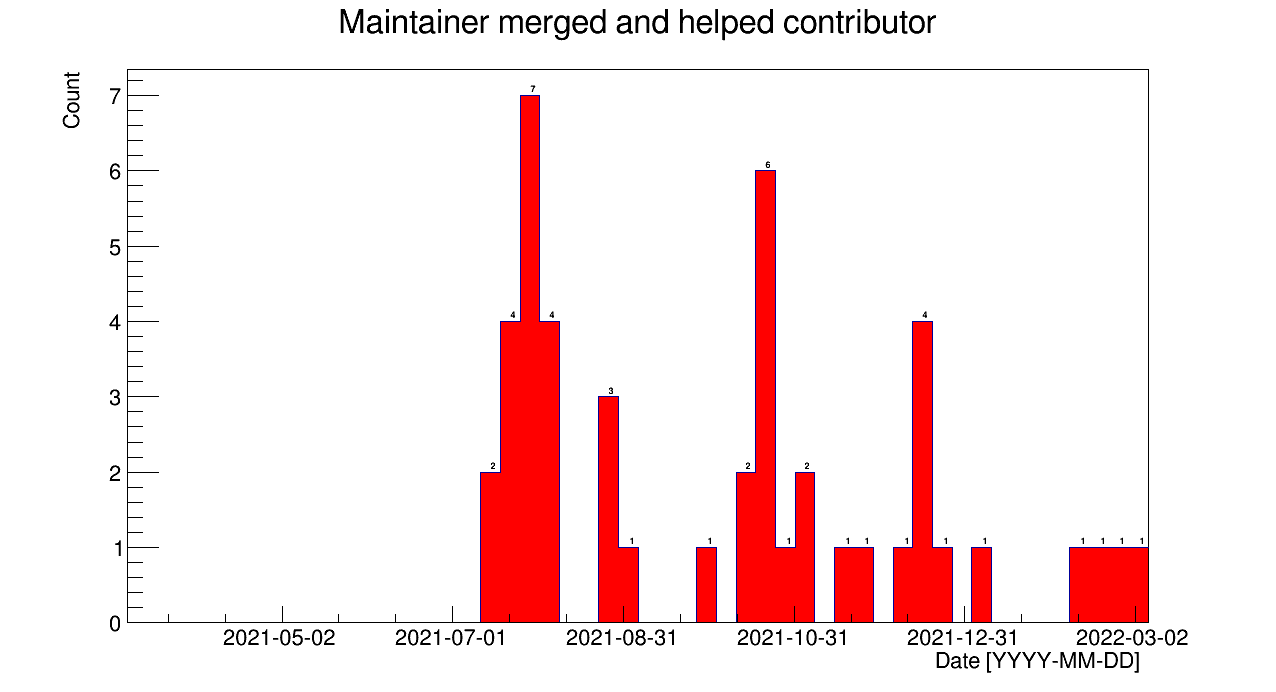 Maintainer merged and helped contributor
Count
7
6
5
4
3
2
1
0
2 4 7 4 3 1 1 2 6 1 2 1 1 1 4 1 1 1 1 1 1
2021-05-02 2021-07-01 2021-08-31 2021-10-31 2021-12-31 2022-03-02
Date [YYYY-MM-DD]